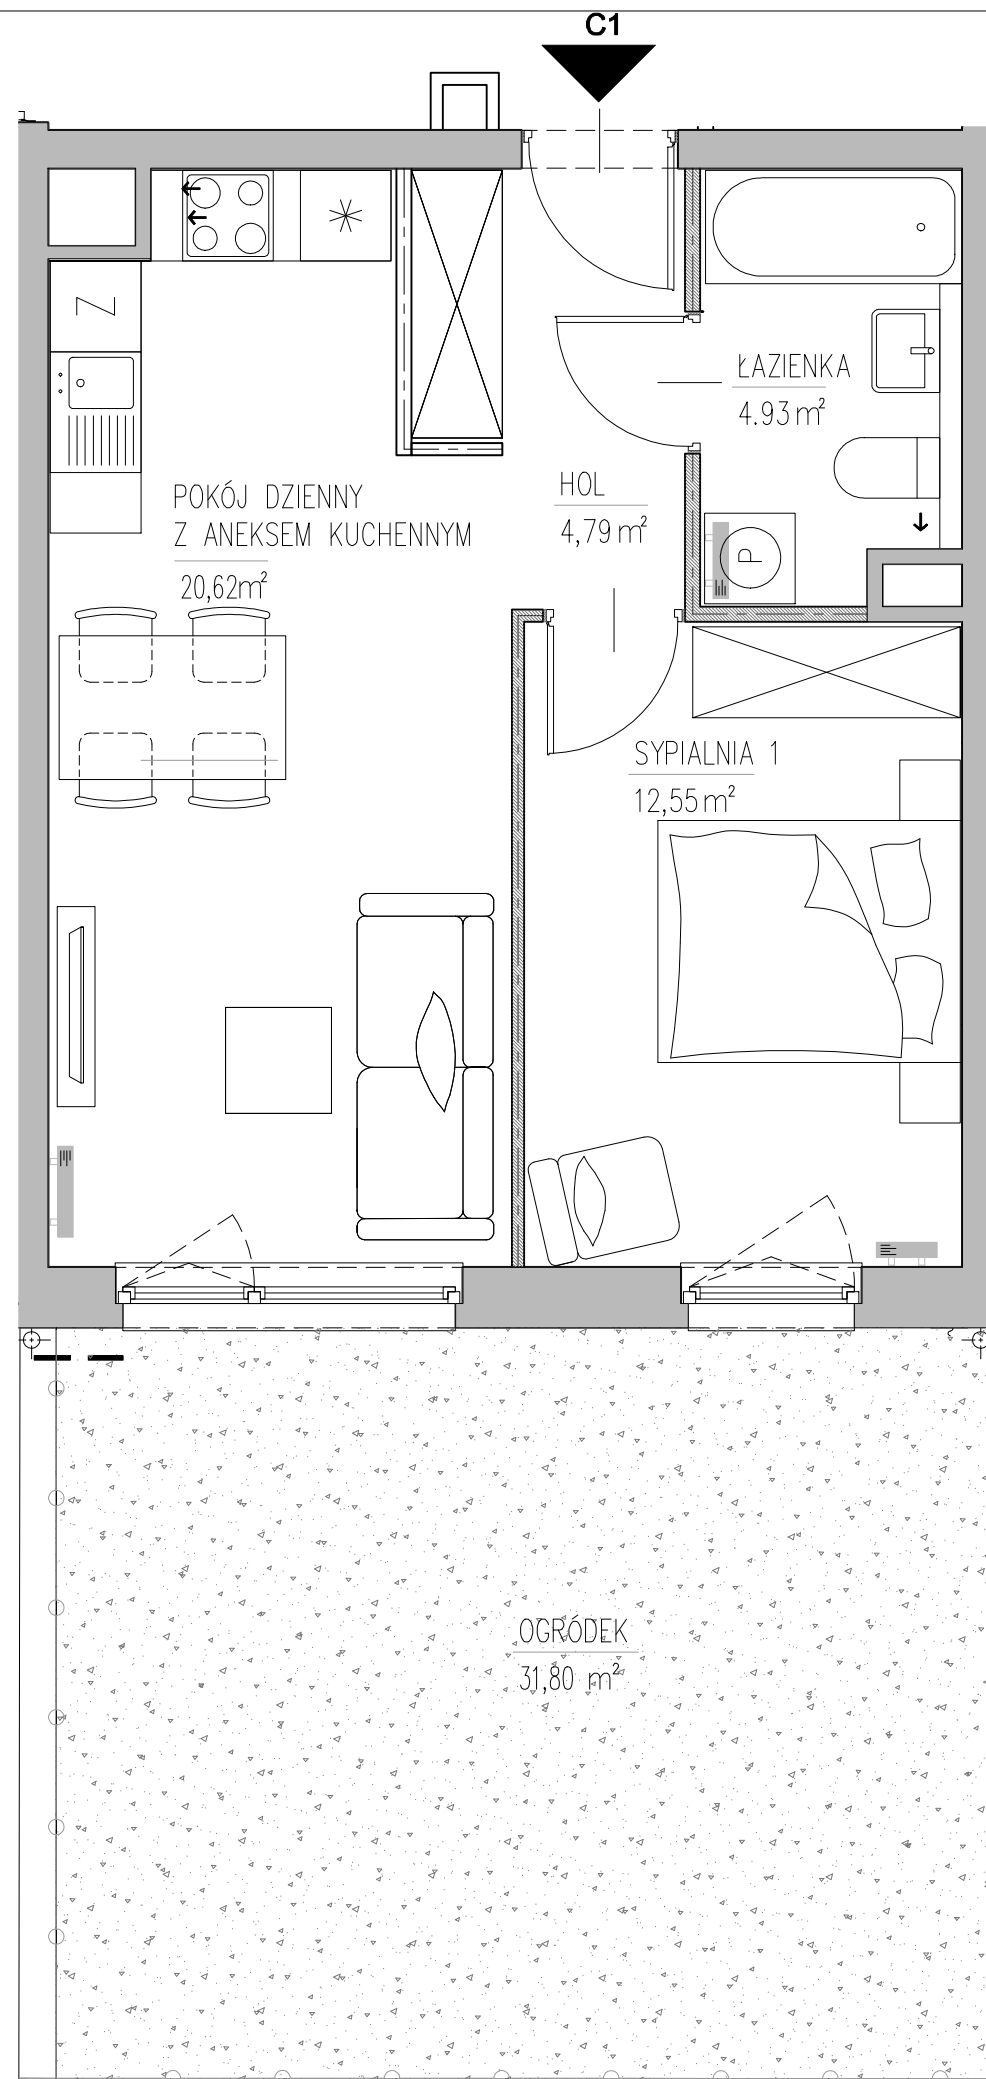 C1
Z
ŁAZIENKA
4.93 m²
POKÓJ DZIENNY
Z ANEKSEM KUCHENNYM
20,62m²
HOL
4,79 m²
P
SYPIALNIA 1
12,55 m²
OGRÓDEK
31,80 m²